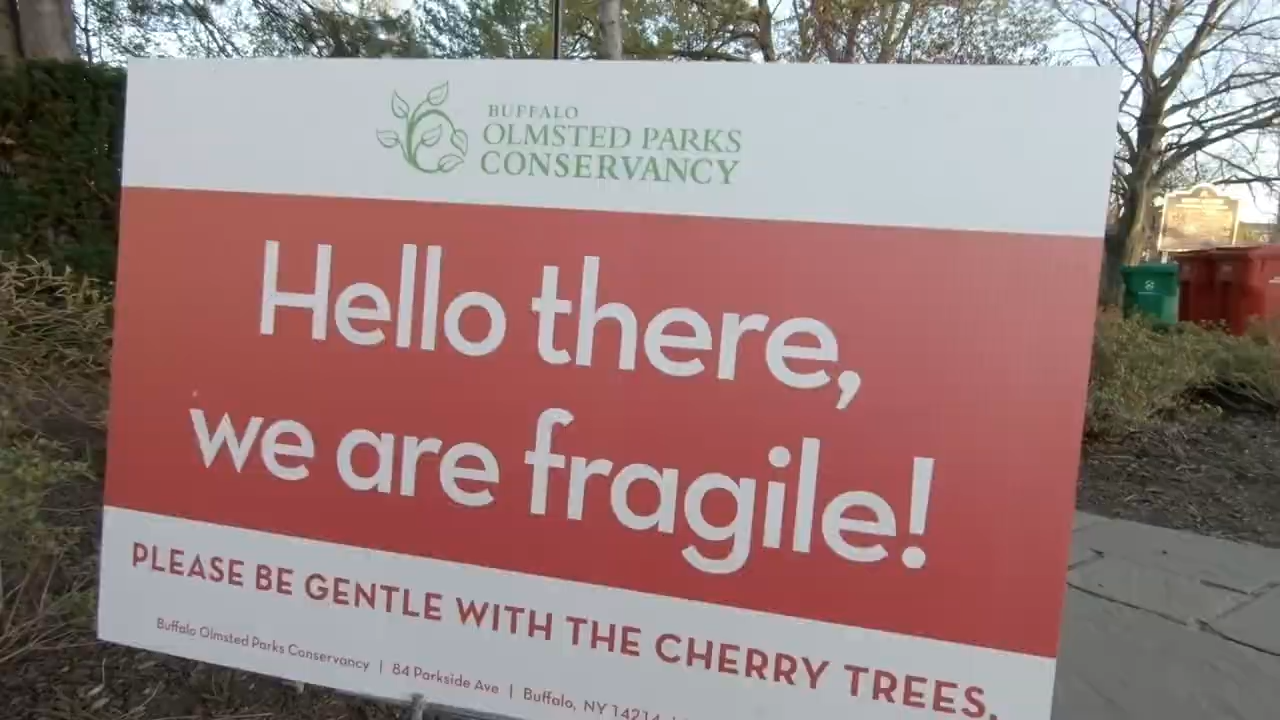 BUFFALO
OLMSTED PARKS
CONSERVANCY
Hello there,
we are fragile!
PLEASE BE GENTLE WITH THE CHERRY TREES.
Buffalo Olmsted Parks Conservancy | 84 Parkside Ave | Buffalo, NY 14214